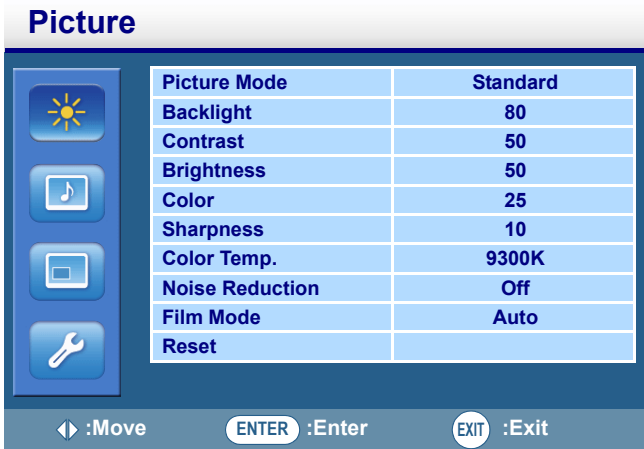 Picture
Picture Mode Standard
Backlight 80
Contrast 50
Brightness 50
Color 25
Sharpness 10
Color Temp. 9300K
Noise Reduction Off
Film Mode Auto
Reset
:Move ENTER :Enter EXIT :Exit